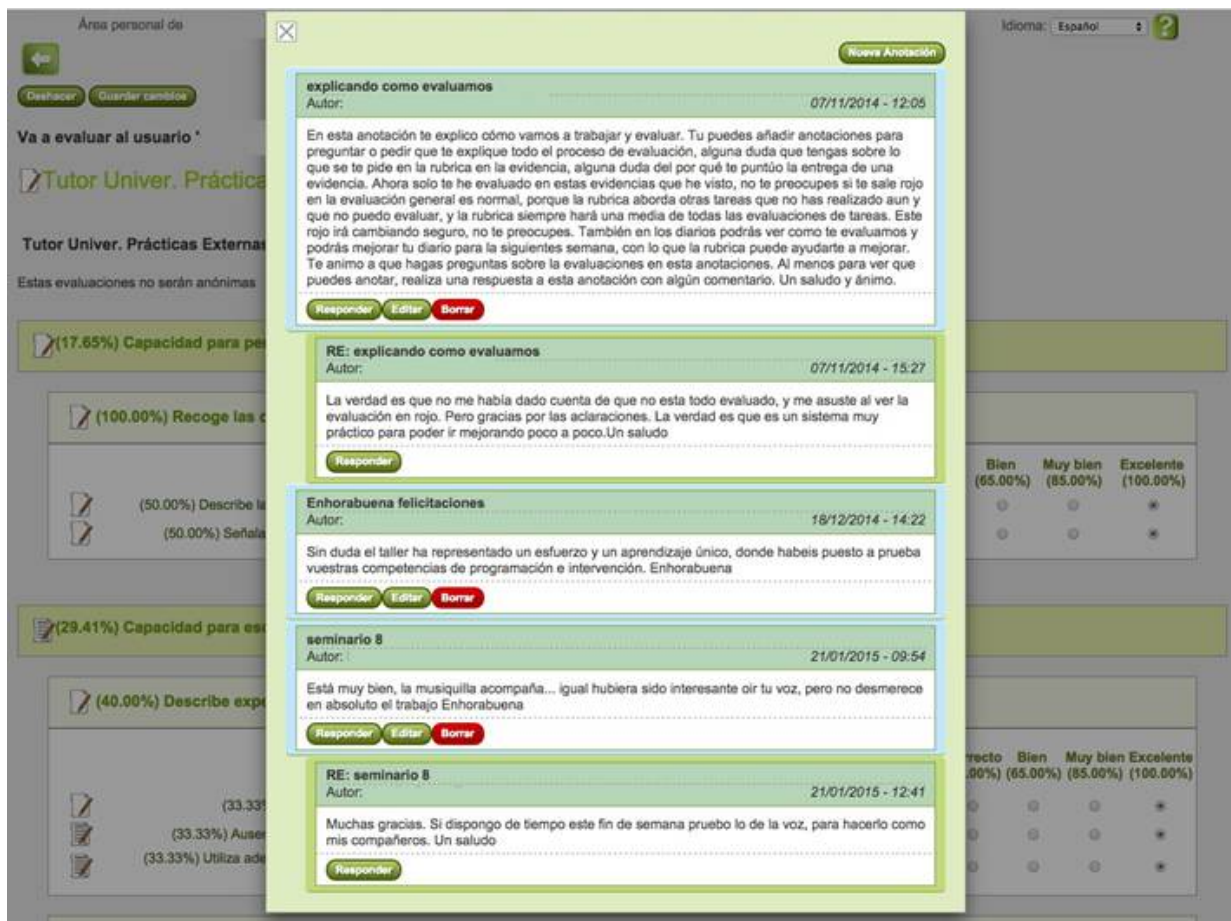 Área personal de
Idioma: Español
?
Deshacer Guardar cambios
Va a evaluar al usuario '
Tutor Univer. Práctica
Tutor Univer. Prácticas Externas
Estas evaluaciones no serán anónimas
Nueva Anotación
explicando como evaluamos
Autor: 07/11/2014 - 12:05
En esta anotación te explico cómo vamos a trabajar y evaluar. Tu puedes añadir anotaciones para
preguntar o pedir que te explique todo el proceso de evaluación, alguna duda que tengas sobre lo
que se te pide en la rubrica en la evidencia, alguna duda del por qué te puntúo la entrega de una
evidencia. Ahora solo te he evaluado en estas evidencias que he visto, no te preocupes si te sale rojo
en la evaluación general es normal, porque la rubrica aborda otras tareas que no has realizado aun y
que no puedo evaluar, y la rubrica siempre hará una media de todas las evaluaciones de tareas. Este
rojo irá cambiando seguro, no te preocupes. También en los diarios podrás ver como te evaluamos y
podrás mejorar tu diario para la siguientes semana, con lo que la rubrica puede ayudarte a mejorar.
Te animo a que hagas preguntas sobre la evaluaciones en esta anotaciones. Al menos para ver que
puedes anotar, realiza una respuesta a esta anotación con algún comentario. Un saludo y ánimo.
Responder Editar Borrar
RE: explicando como evaluamos
Autor: 07/11/2014 - 15:27
La verdad es que no me había dado cuenta de que no esta todo evaluado, y me asuste al ver la
evaluación en rojo. Pero gracias por las aclaraciones. La verdad es que es un sistema muy
práctico para poder ir mejorando poco a poco.Un saludo
Responder
Enhorabuena felicitaciones
Autor: 18/12/2014 - 14:22
Sin duda el taller ha representado un esfuerzo y un aprendizaje único, donde habeis puesto a prueba
vuestras competencias de programación e intervención. Enhorabuena
Responder Editar Borrar
seminario 8
Autor: 21/01/2015 - 09:54
Está muy bien, la musiquilla acompaña... igual hubiera sido interesante oir tu voz, pero no desmerece
en absoluto el trabajo Enhorabuena
Responder Editar Borrar
RE: seminario 8
Autor: 21/01/2015 - 12:41
Muchas gracias. Si dispongo de tiempo este fin de semana pruebo lo de la voz, para hacerlo como
mis compañeros. Un saludo
Responder
(17.65%) Capacidad para per
(100.00%) Recoge las
Bien Muy bien Excelente
(65.00%) (85.00%) (100.00%)
(50.00%) Describe la
(50.00%) Señala
(29.41%) Capacidad para esc
(40.00%) Describe expe
rrecto Bien Muy bien Excelente
.00%) (65.00%) (85.00%) (100.00%)
(33.33%
(33.33%) Ausen
(33.33%) Utiliza ade